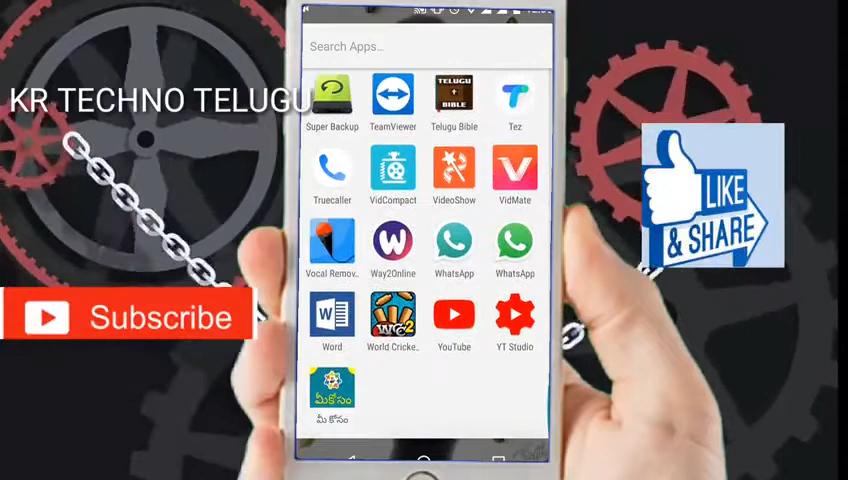 KR TECHNO TELUGU
Search Apps...
TELUGU
BIBLE
Super Backup
TeamViewer
Telugu Bible
Tez
Truecaller
VidCompact
VideoShow
VidMate
Vocal Remov..
Way2Online
WhatsApp
WhatsApp
W
WC2
Word
World Cricke..
YouTube
YT Studio
మీకోసం
మీ కోసం
Subscribe
LIKE
& SHARE